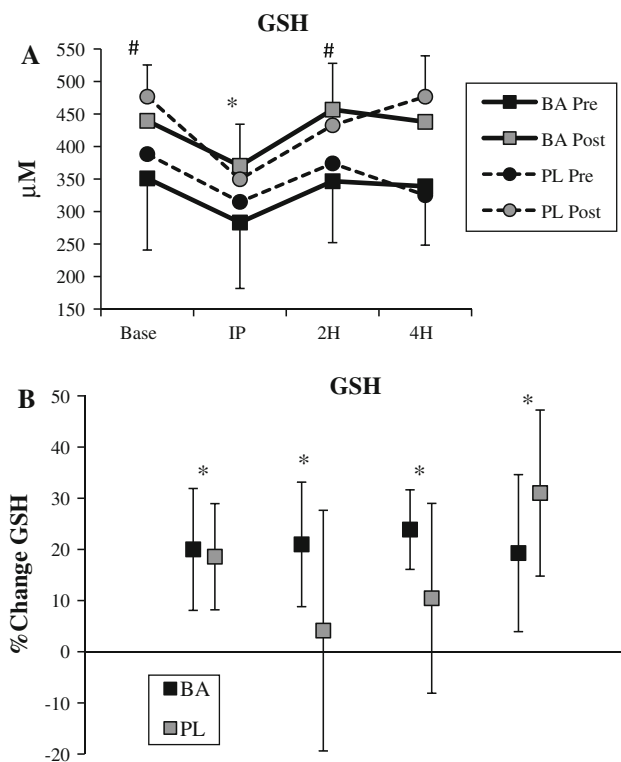 GSH
A
#
#
*
550
500
450
400
350
300
250
200
150
µM
Base IP 2H 4H
BA Pre
BA Post
PL Pre
PL Post
B
GSH
50
40
30
20
10
0
-10
-20
%Change GSH
* * * *
BA
PL